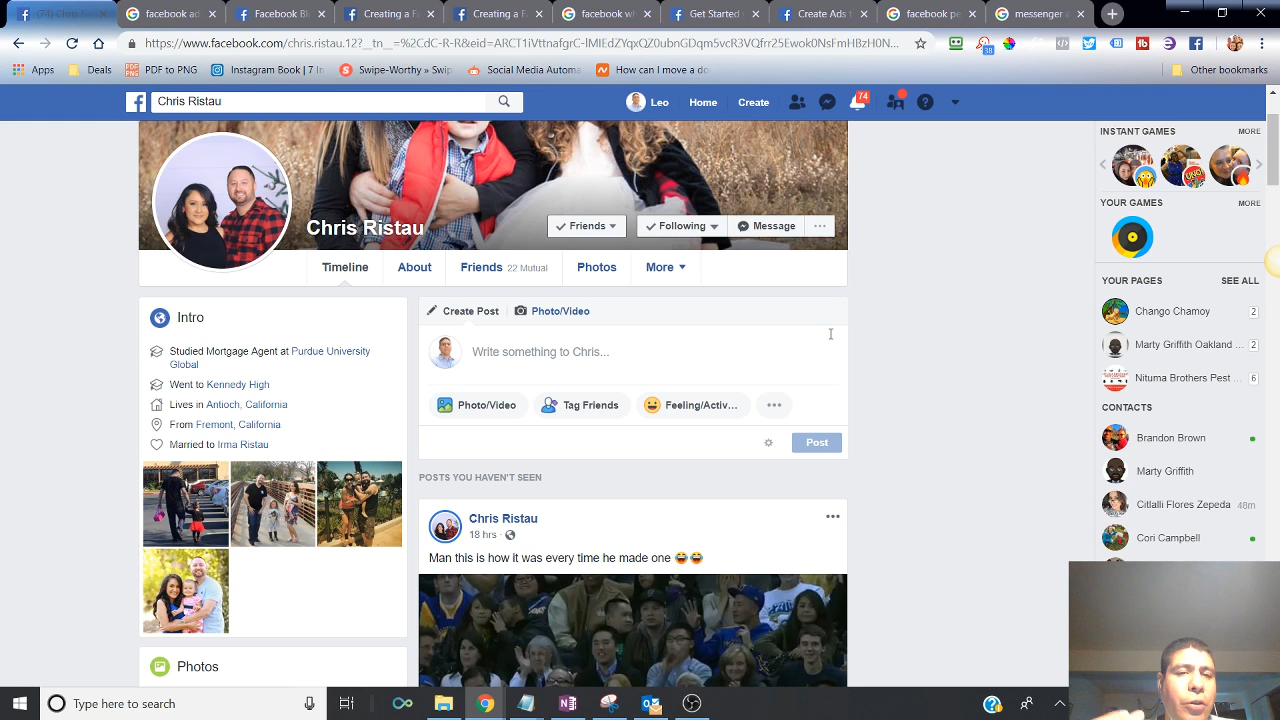 (74) Chris Ris
facebook ad
Facebook Bl
Creating a F
Creating a F
facebook wh
Get Started
Create Ads t
facebook pe
messenger a
https://www.facebook.com/chris.ristau.12?__tn__=%2CdC-R-R&eid=ARCT1iVttnafgrC-lMIEdZYqxQZ0ubnGDqm5vcR3VQfrr25Ewok0NsFmHBzH0N...
38
Apps
Deals
PDF to PNG
Instagram Book | 7 In
Swipe-Worthy » Swip
Social Media Automa
How can I move a do
Other bookmarks
Chris Ristau
Leo
Home
Create
74
Chris Ristau
Friends
Following
Message
Timeline
About
Friends 22 Mutual
Photos
More
Intro
Studied Mortgage Agent at Purdue University
Global
Went to Kennedy High
Lives in Antioch, California
From Fremont, California
Married to Irma Ristau
Photos
Create Post
Photo/Video
Write something to Chris...
Photo/Video
Tag Friends
Feeling/Activ...
Post
POSTS YOU HAVEN'T SEEN
Chris Ristau
18 hrs
Man this is how it was every time he made one 😂😂
INSTANT GAMES MORE
YOUR GAMES MORE
YOUR PAGES SEE ALL
Chango Chamoy 2
Marty Griffith Oakland ... 2
Nituma Brothers Pest ... 6
CONTACTS
Brandon Brown
Marty Griffith
Citlalli Flores Zepeda 48m
Cori Campbell
Type here to search